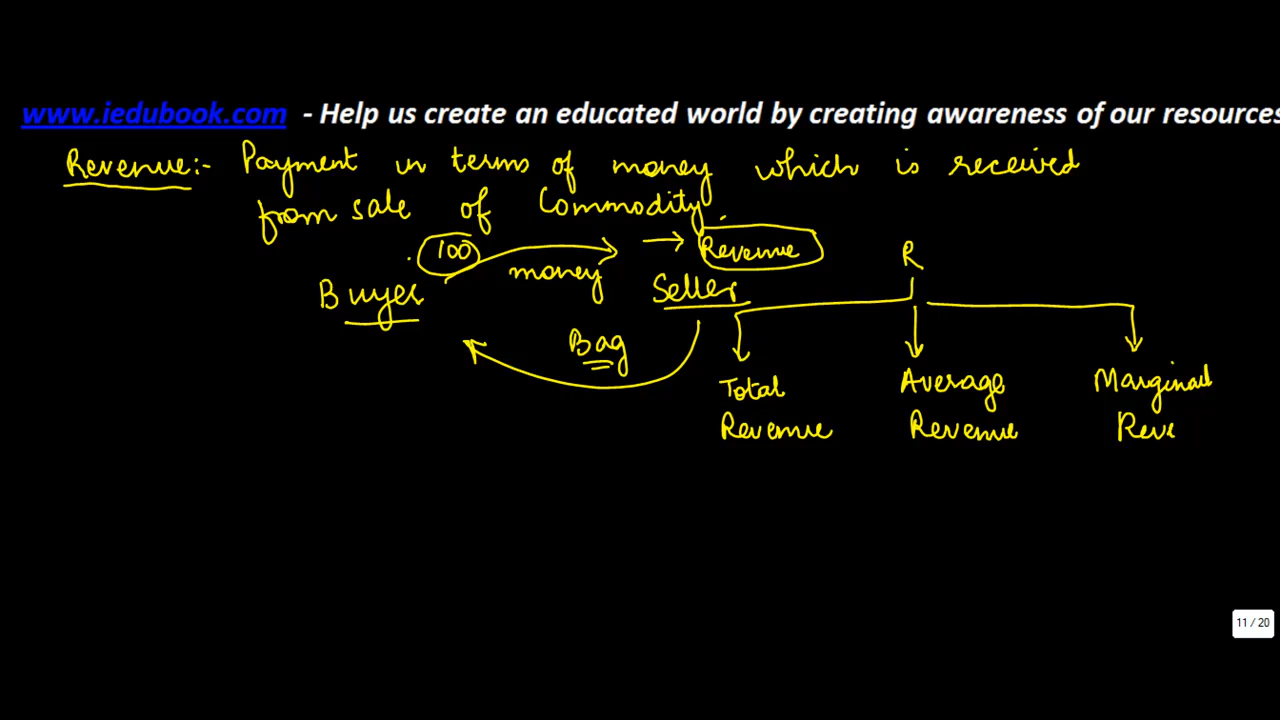 www.iedubook.com - Help us create an educated world by creating awareness of our resources
Revenue:- Payment in terms of money which is received
from sale of Commodity.
100 → Revenue
R
Buyer money Seller
Bag
Total Average Marginal
Revenue Revenue Reve
11 / 20